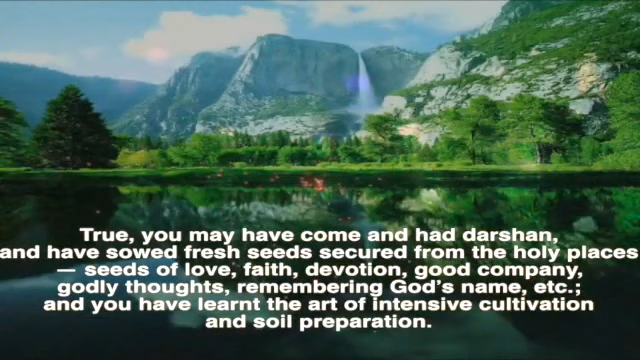 True, you may have come and had darshan,
and have sowed fresh seeds secured from the holy places
— seeds of love, faith, devotion, good company,
godly thoughts, remembering God's name, etc.;
and you have learnt the art of intensive cultivation
and soil preparation.